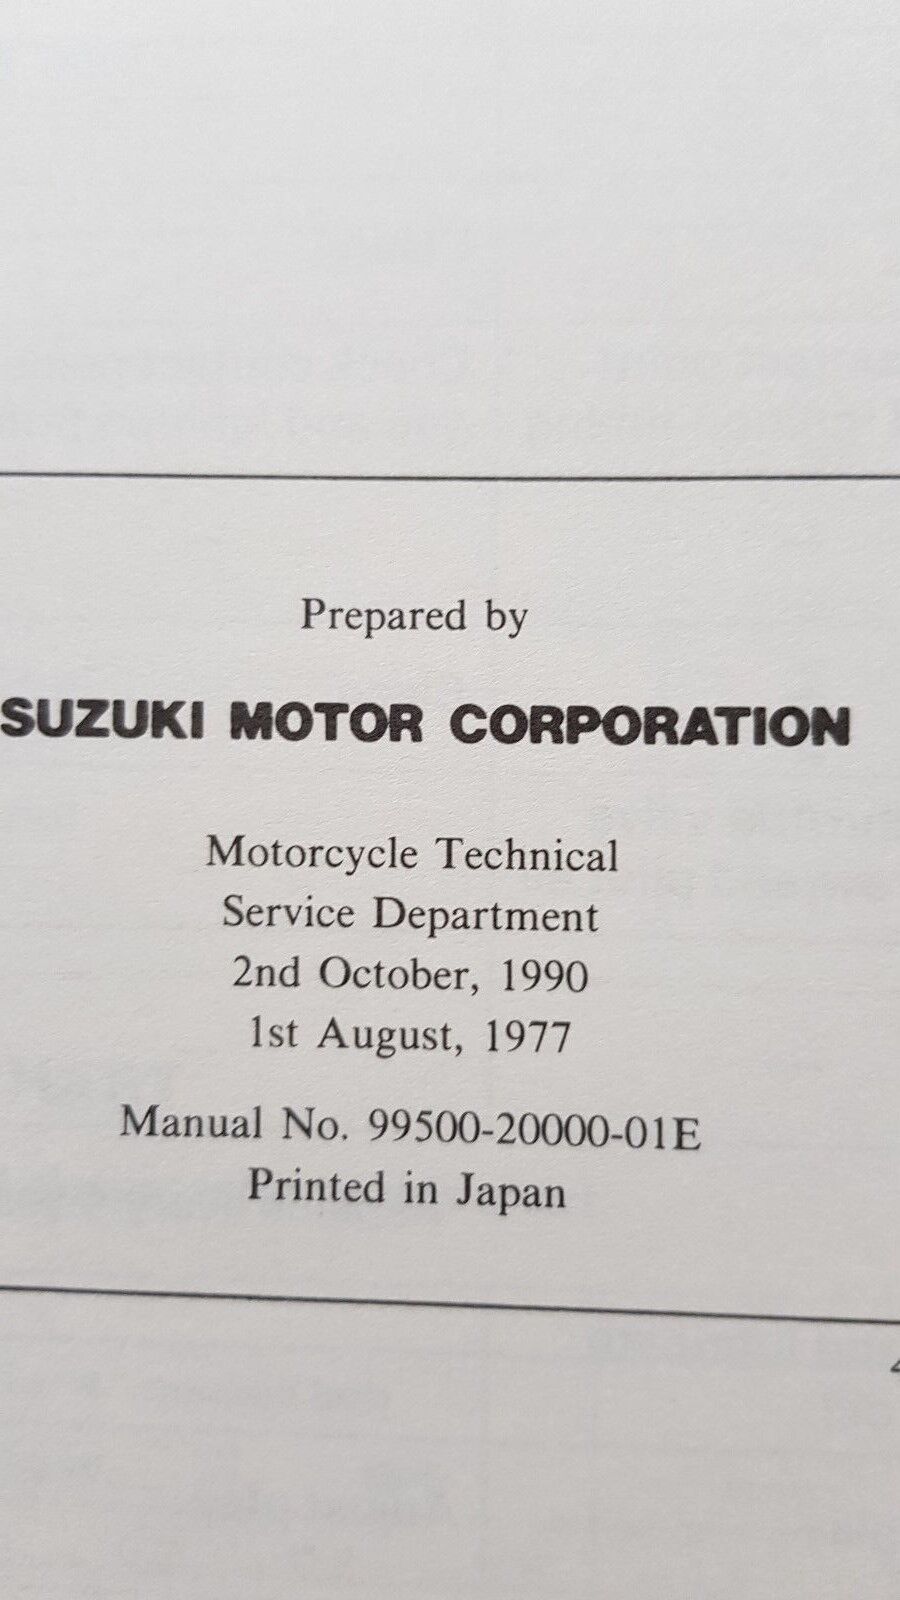 Prepared by
SUZUKI MOTOR CORPORATION
Motorcycle Technical
Service Department
2nd October, 1990
1st August, 1977
Manual No. 99500-20000-01E
Printed in Japan